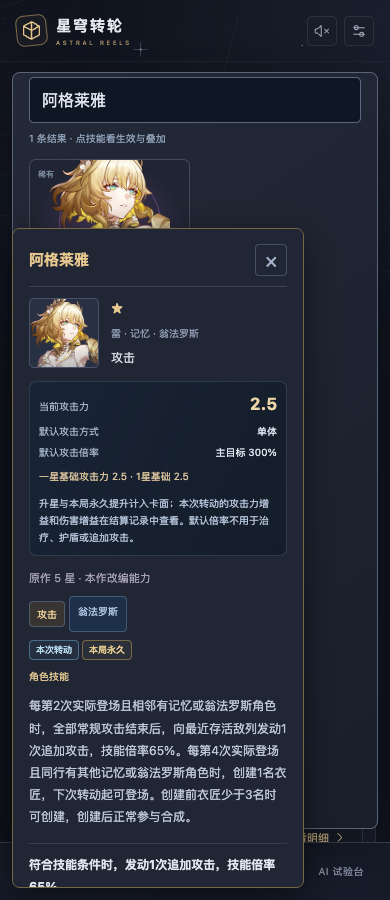 星穹转轮
ASTRAL REELS
阿格莱雅
1 条结果 · 点技能看生效与叠加
稀有
阿格莱雅
雷 · 记忆 · 翁法罗斯
攻击
当前攻击力 2.5
默认攻击方式 单体
默认攻击倍率 主目标 300%
一星基础攻击力 2.5 · 1星基础 2.5
升星与本局永久提升计入卡面；本次转动的攻击力增
益和伤害增益在结算记录中查看。默认倍率不用于治
疗、护盾或追加攻击。
原作 5 星 · 本作改编能力
攻击 翁法罗斯
本次转动 本局永久
角色技能
每第2次实际登场且相邻有记忆或翁法罗斯角色
时，全部常规攻击结束后，向最近存活敌列发动1
次追加攻击，技能倍率65%。每第4次实际登场
且同行有其他记忆或翁法罗斯角色时，创建1名衣
匠，下次转动起可登场。创建前衣匠少于3名时
可创建，创建后正常参与合成。
符合技能条件时，发动1次追加攻击，技能倍率
65%
明细
AI 试验台